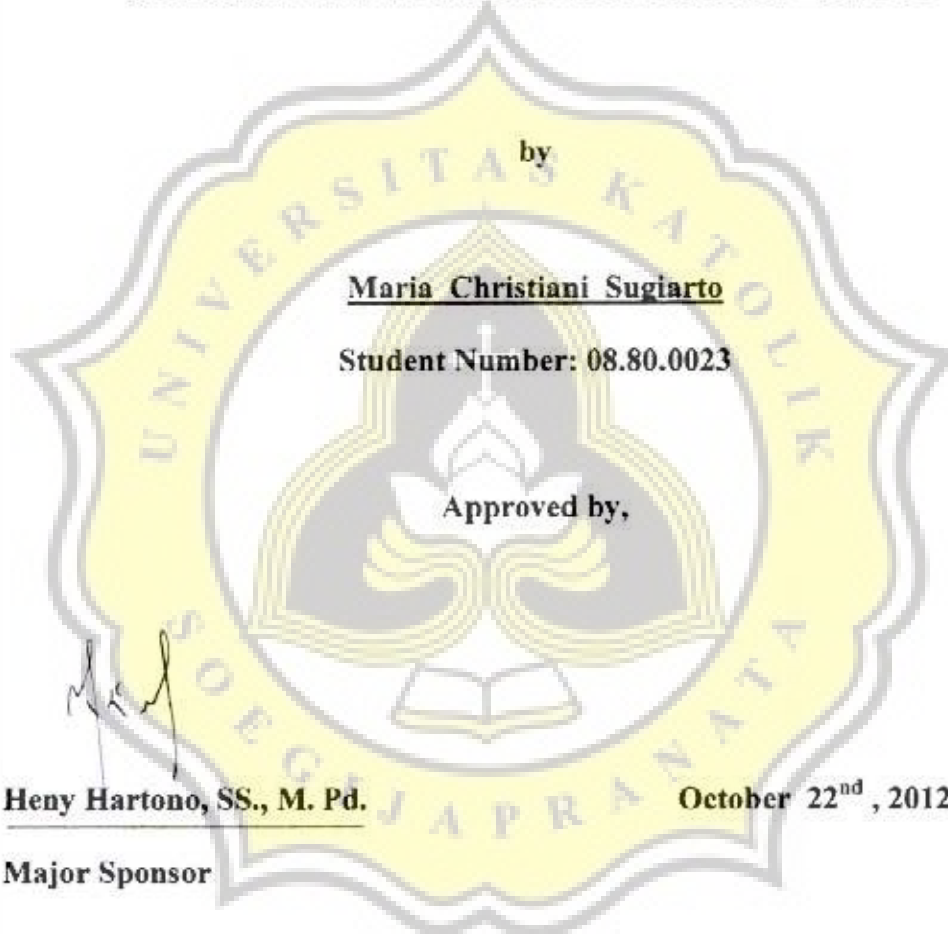 by
UNIVERSITAS KATOLIK
Maria Christiani Sugiarto
Student Number: 08.80.0023
Approved by,
SOEGIJAPRANATA
Heny Hartono, SS., M. Pd.
October 22nd , 2012
Major Sponsor